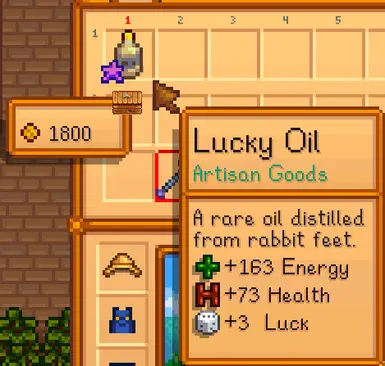 1 2 3 4 5
1
1800
Lucky Oil
Artisan Goods
A rare oil distilled
from rabbit feet.
+163 Energy
+73 Health
+3 Luck